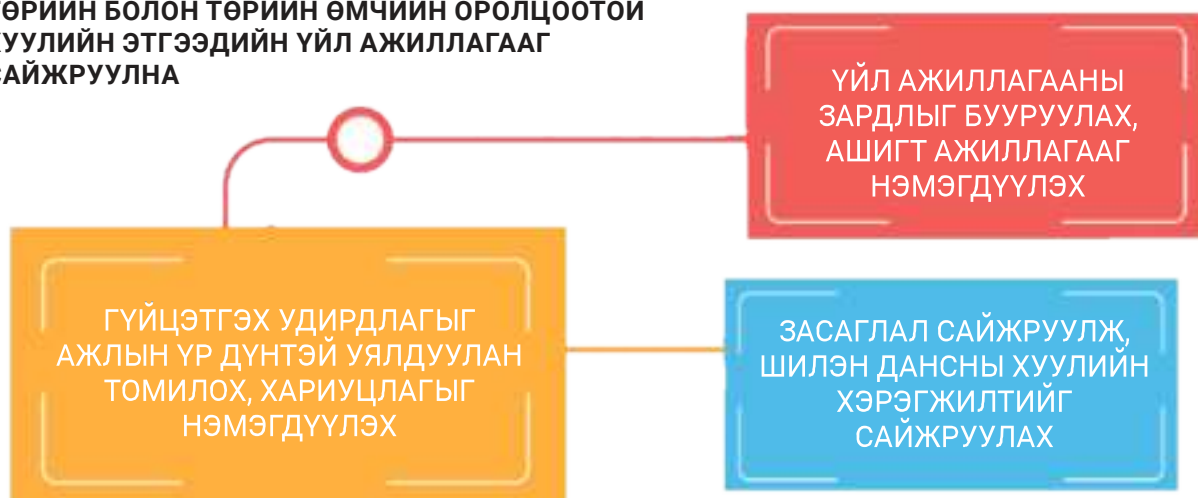 ТӨРИЙН БОЛОН ТӨРИЙН ӨМЧИЙН ОРОЛЦООТОЙ
ХУУЛИЙН ЭТГЭЭДИЙН ҮЙЛ АЖИЛЛАГААГ
САЙЖРУУЛНА
ҮЙЛ АЖИЛЛАГААНЫ
ЗАРДЛЫГ БУУРУУЛАХ,
АШИГТ АЖИЛЛАГААГ
НЭМЭГДҮҮЛЭХ
ГҮЙЦЭТГЭХ УДИРДЛАГЫГ
АЖЛЫН ҮР ДҮНТЭЙ УЯЛДУУЛАН
ТОМИЛОХ, ХАРИУЦЛАГЫГ
НЭМЭГДҮҮЛЭХ
ЗАСАГЛАЛ САЙЖРУУЛЖ,
ШИЛЭН ДАНСНЫ ХУУЛИЙН
ХЭРЭГЖИЛТИЙГ
САЙЖРУУЛАХ